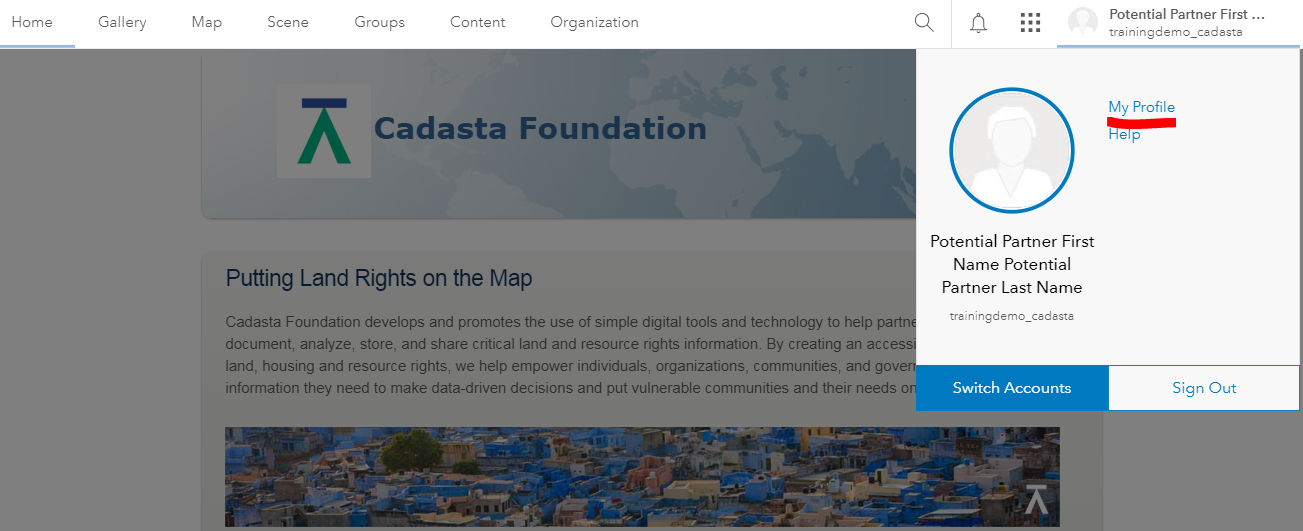 Home Gallery Map Scene Groups Content Organization Potential Partner First ...
trainingdemo_cadasta
My Profile
Help
Cadasta Foundation
Potential Partner First
Name Potential
Partner Last Name
trainingdemo_cadasta
Switch Accounts Sign Out
Putting Land Rights on the Map
Cadasta Foundation develops and promotes the use of simple digital tools and technology to help partne
document, analyze, store, and share critical land and resource rights information. By creating an accessi
land, housing and resource rights, we help empower individuals, organizations, communities, and gover
information they need to make data-driven decisions and put vulnerable communities and their needs on